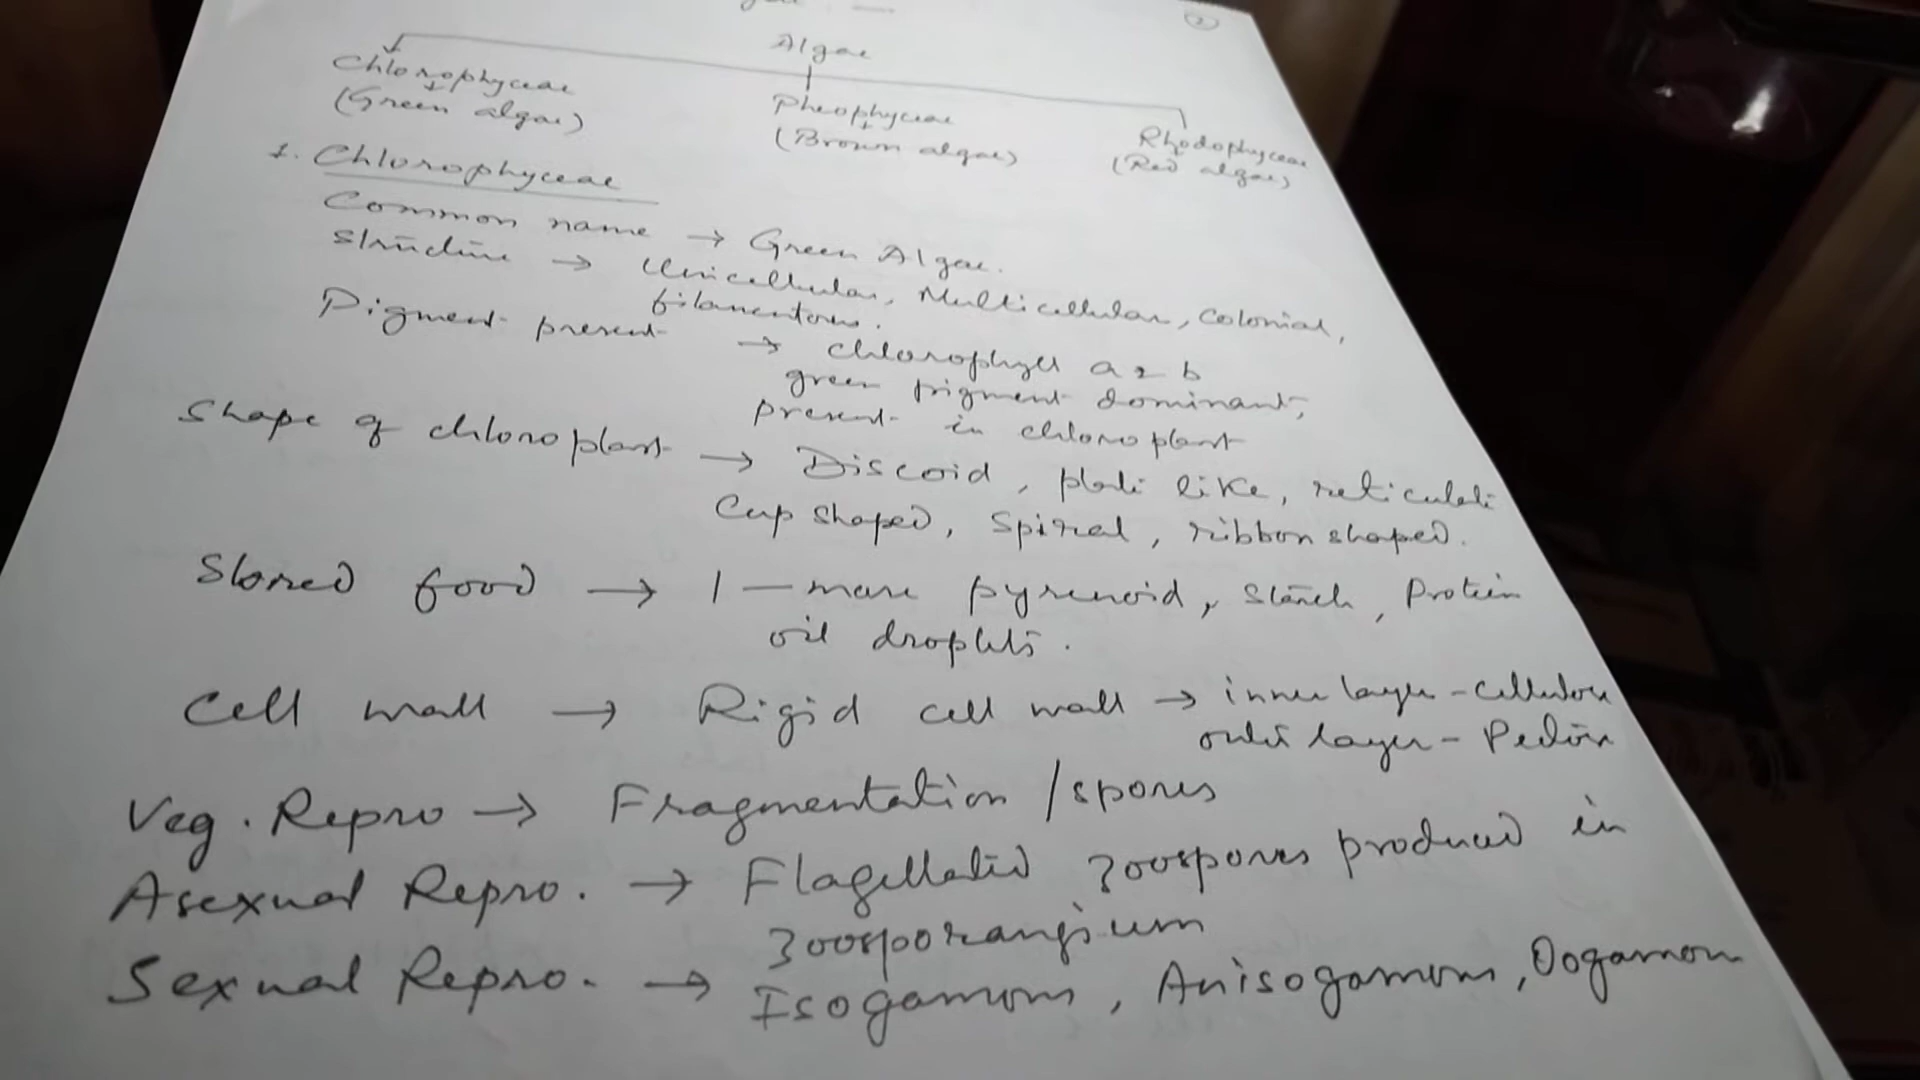 2
Algae
Chlorophyceae
(Green algae)
Pheophyceae
(Brown algae)
Rhodophyceae
(Red algae)
1. Chlorophyceae
Common name → Green Algae.
Structure → Unicellular, Multicellular, Colonial,
filamentous.
Pigment present → chlorophyll a & b
green pigment dominant,
present in chloroplast
Shape of chloroplast → Discoid, plate like, reticulate
Cup shaped, spiral, ribbon shaped.
Stored food → 1 — more pyrenoid, starch, Protein
oil droplets.
Cell wall → Rigid cell wall → inner layer - cellulose
outer layer - Pectin
Veg. Repro → Fragmentation / spores
Asexual Repro. → Flagellated zoospores produced in
zoosporangium
Sexual Repro. → Isogamous, Anisogamous, Oogamous